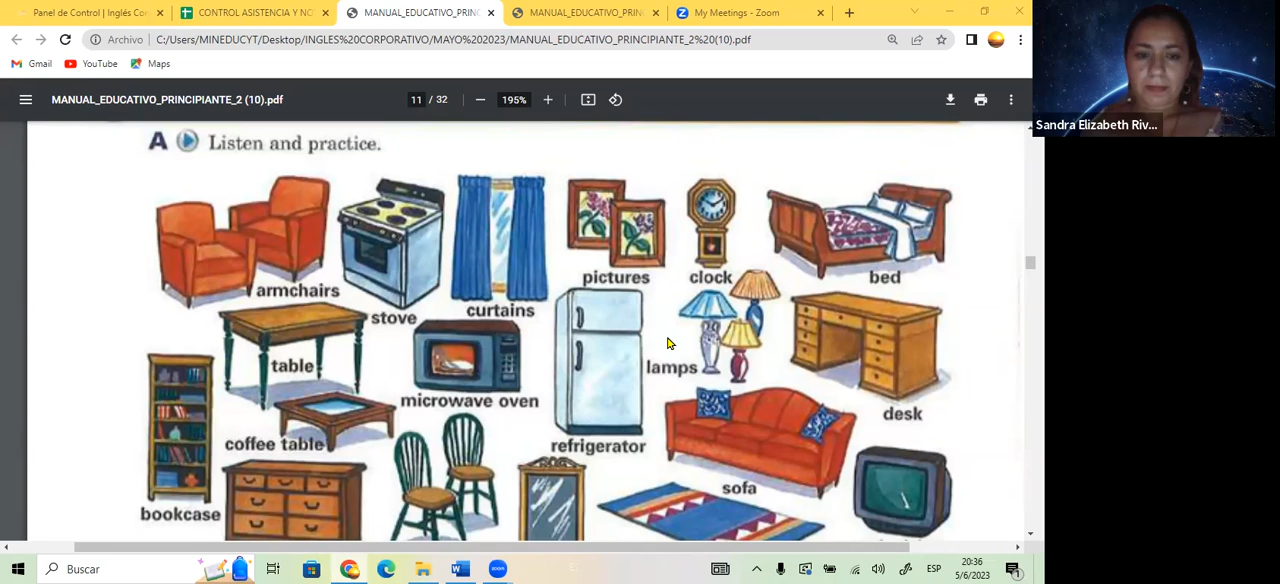 Panel de Control | Inglés Cor
CONTROL ASISTENCIA Y NO
MANUAL_EDUCATIVO_PRINC
MANUAL_EDUCATIVO_PRIN
My Meetings - Zoom
Archivo
C:/Users/MINEDUCYT/Desktop/INGLES%20CORPORATIVO/MAYO%202023/MANUAL_EDUCATIVO_PRINCIPIANTE_2%20(10).pdf
Gmail
YouTube
Maps
MANUAL_EDUCATIVO_PRINCIPIANTE_2 (10).pdf
11 / 32
195%
Sandra Elizabeth Riv...
A Listen and practice.
armchairs
stove
curtains
pictures
clock
bed
table
microwave oven
refrigerator
lamps
desk
coffee table
bookcase
sofa
Buscar
ESP
20:36
5/6/2023